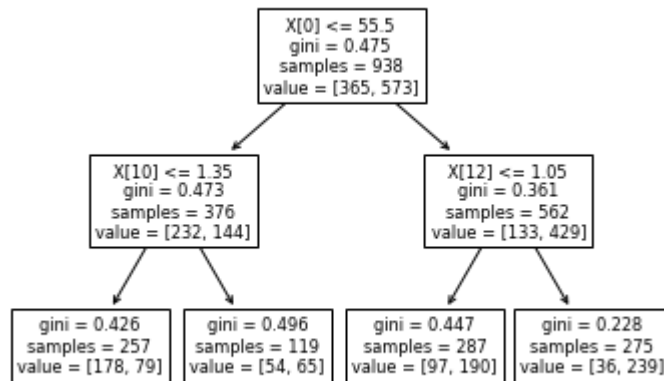 X[0] <= 55.5
gini = 0.475
samples = 938
value = [365, 573]
X[10] <= 1.35
gini = 0.473
samples = 376
value = [232, 144]
X[12] <= 1.05
gini = 0.361
samples = 562
value = [133, 429]
gini = 0.426
samples = 257
value = [178, 79]
gini = 0.496
samples = 119
value = [54, 65]
gini = 0.447
samples = 287
value = [97, 190]
gini = 0.228
samples = 275
value = [36, 239]